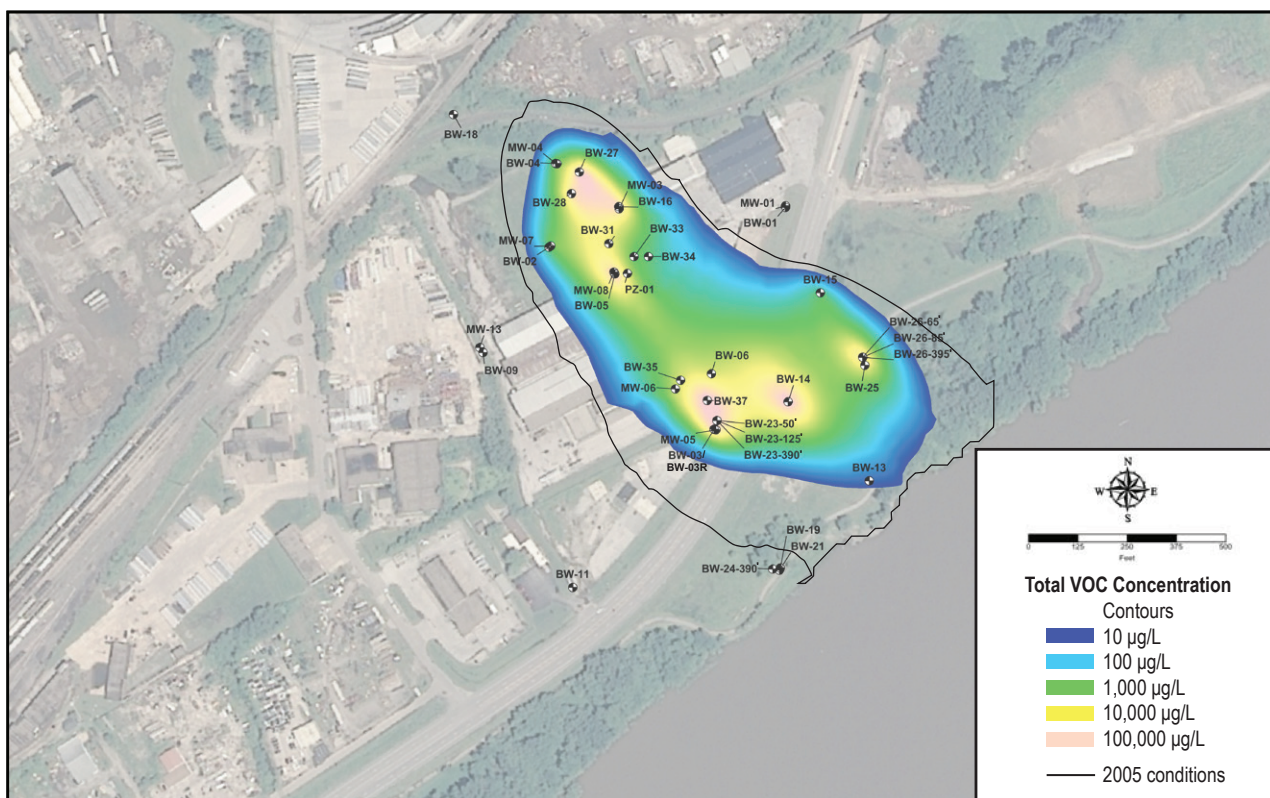 BW-18
MW-04
BW-04
BW-27
MW-03
BW-16
BW-28
MW-01
BW-01
BW-31
BW-33
BW-34
MW-07
BW-02
MW-08
BW-05
PZ-01
BW-15
BW-26-65'
BW-26-85'
BW-26-395'
BW-25
MW-13
BW-09
BW-06
BW-35
MW-06
BW-14
BW-37
BW-23-50'
BW-23-125'
BW-23-390'
MW-05
BW-03/
BW-03R
BW-13
BW-19
BW-21
BW-24-390'
BW-11
N
W E
S
0 125 250 375 500
Feet
Total VOC Concentration
Contours
10 µg/L
100 µg/L
1,000 µg/L
10,000 µg/L
100,000 µg/L
2005 conditions